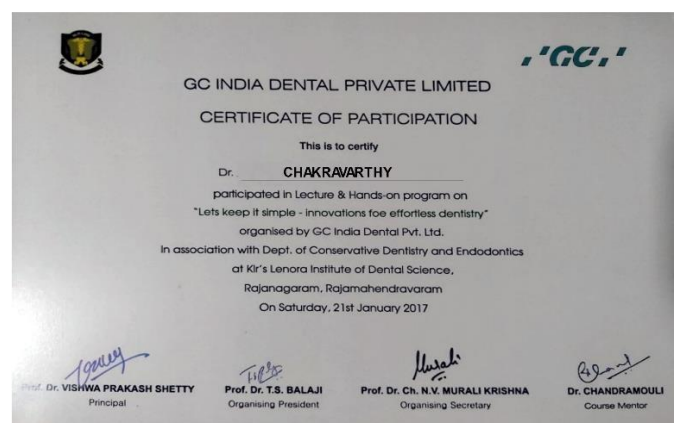 'GC'
GC INDIA DENTAL PRIVATE LIMITED
CERTIFICATE OF PARTICIPATION
This is to certify
Dr. CHAKRAVARTHY
participated in Lecture & Hands-on program on
"Lets keep it simple - innovations foe effortless dentistry"
organised by GC India Dental Pvt. Ltd.
In association with Dept. of Conservative Dentistry and Endodontics
at Klr's Lenora Institute of Dental Science,
Rajanagaram, Rajamahendravaram
On Saturday, 21st January 2017
Murali
Prof. Dr. VISHWA PRAKASH SHETTY Prof. Dr. T.S. BALAJI Prof. Dr. Ch. N.V. MURALI KRISHNA Dr. CHANDRAMOULI
Principal Organising President Organising Secretary Course Mentor